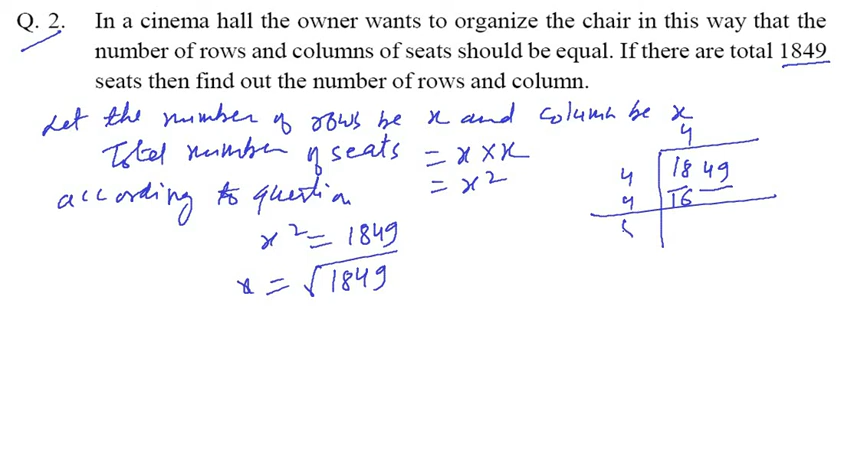 Q. 2. In a cinema hall the owner wants to organize the chair in this way that the
number of rows and columns of seats should be equal. If there are total 1849
seats then find out the number of rows and column.
Let the number of rows be x and column be x
Total number of seats = x × x
= x²
according to question
x² = 1849
x = √1849
4
4 18 49
4 16